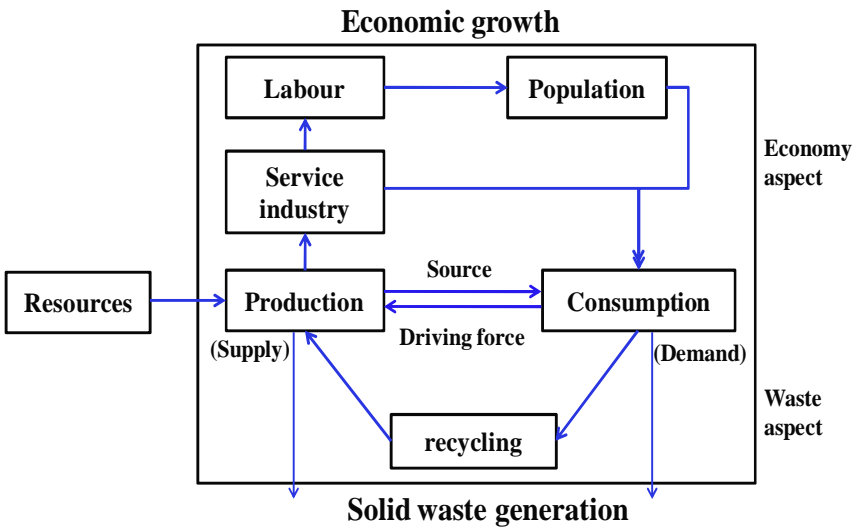 Economic growth
Labour
Population
Economy
aspect
Service
industry
Source
Resources
Production
Consumption
Driving force
(Supply)
(Demand)
Waste
aspect
recycling
Solid waste generation